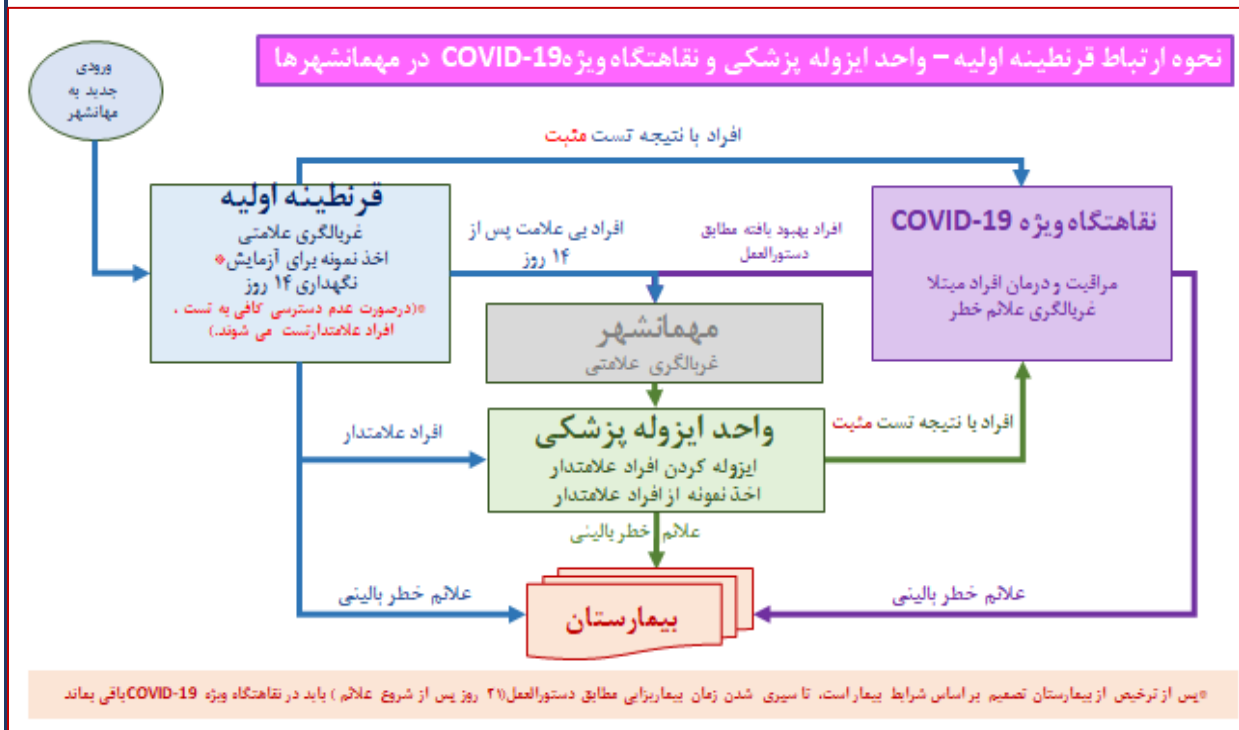 نحوه ارتباط قرنطینه اولیه – واحد ایزوله پزشکی و نقاهتگاه ویژه COVID-19 در مهمانشهرها
ورودی
جدید به
مهانشهر
افراد با نتیجه تست مثبت
قرنطینه اولیه
غربالگری علامتی
اخذ نمونه برای آزمایش*
نگهداری ۱۴ روز
*(درصورت عدم دسترسی کافی به تست ،
افراد علامتدارتست می شوند.)
افراد بی علامت پس از
۱۴ روز
افراد بهبود یافته مطابق
دستورالعمل
نقاهتگاه ویژه COVID-19
مراقبت و درمان افراد مبتلا
غربالگری علائم خطر
مهمانشهر
غربالگری علامتی
افراد علامتدار
واحد ایزوله پزشکی
ایزوله کردن افراد علامتدار
اخذ نمونه از افراد علامتدار
افراد با نتیجه تست مثبت
علائم خطر بالینی
علائم خطر بالینی
بیمارستان
علائم خطر بالینی
*پس از ترخیص از بیمارستان تصمیم بر اساس شرایط بیمار است، تا سپری شدن زمان بیماریزایی مطابق دستورالعمل(۲۱ روز پس از شروع علائم ) باید در نقاهتگاه ویژه COVID-19باقی بماند